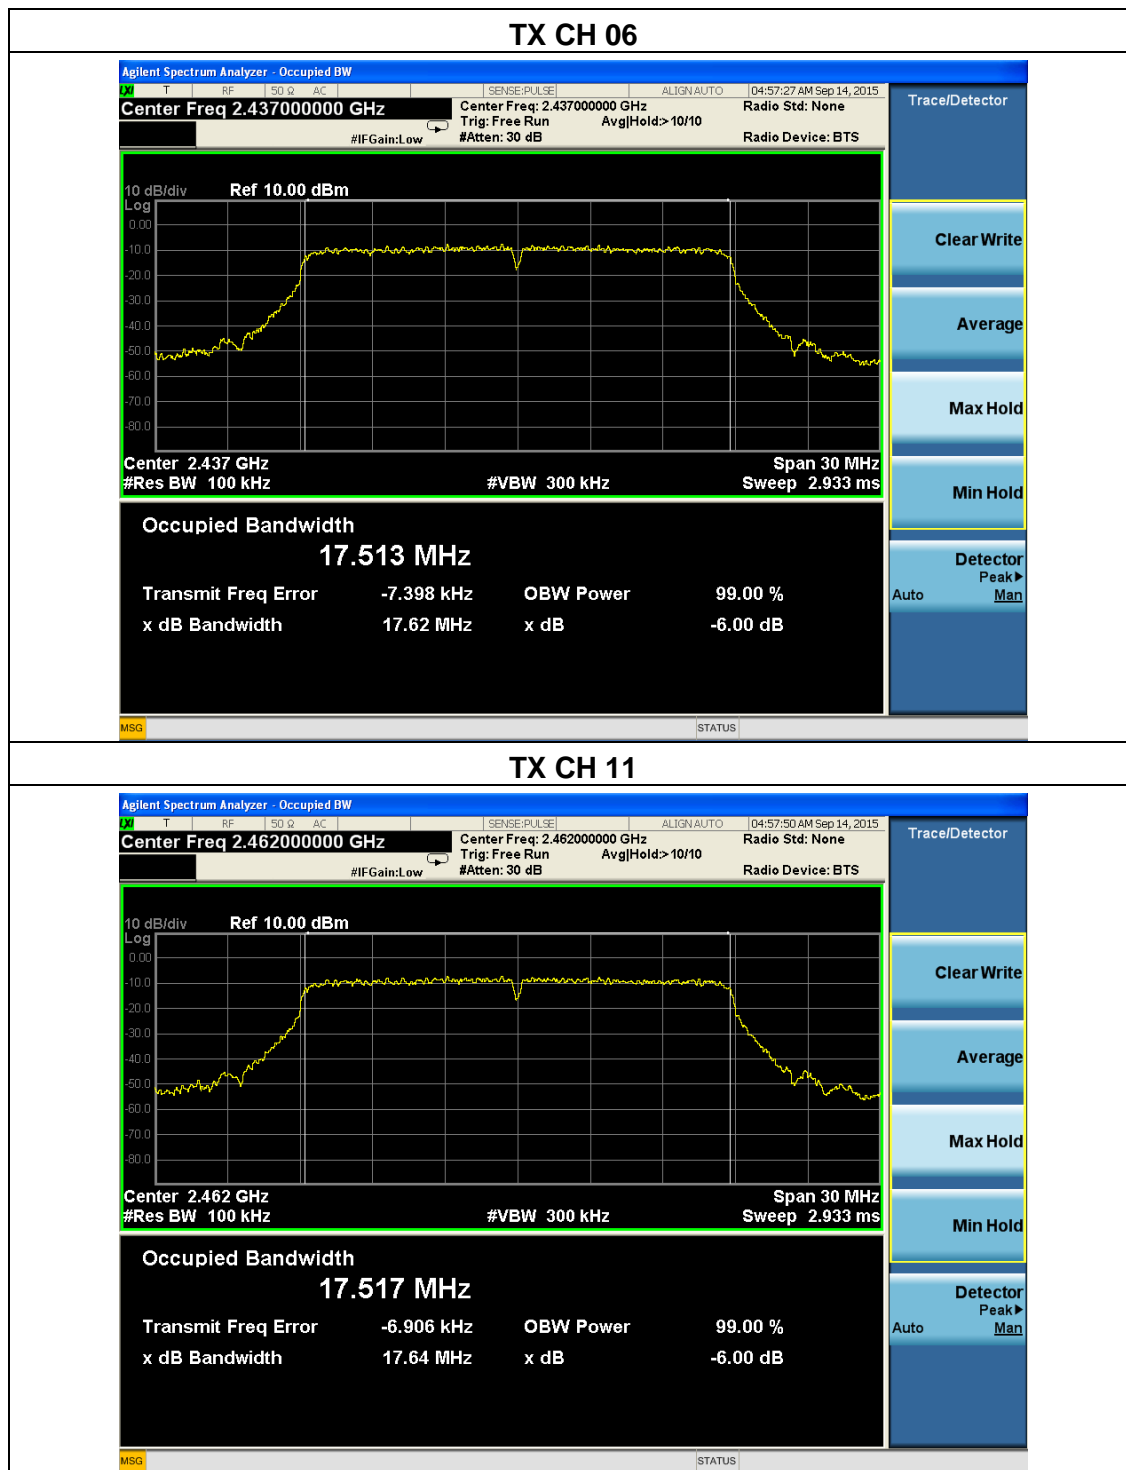 TX CH 06
Agilent Spectrum Analyzer - Occupied BW
LXI T RF 50 Ω AC SENSE:PULSE ALIGN AUTO 04:57:27 AM Sep 14, 2015
Center Freq 2.437000000 GHz Center Freq: 2.437000000 GHz Radio Std: None
Trig: Free Run Avg|Hold:>10/10
#IFGain:Low #Atten: 30 dB Radio Device: BTS
Trace/Detector
10 dB/div Ref 10.00 dBm
Log
0.00
-10.0
-20.0
-30.0
-40.0
-50.0
-60.0
-70.0
-80.0
Center 2.437 GHz Span 30 MHz
#Res BW 100 kHz #VBW 300 kHz Sweep 2.933 ms
Clear Write
Average
Max Hold
Min Hold
Detector
Peak▶
Auto Man
Occupied Bandwidth
17.513 MHz
Transmit Freq Error -7.398 kHz OBW Power 99.00 %
x dB Bandwidth 17.62 MHz x dB -6.00 dB
MSG STATUS
TX CH 11
Agilent Spectrum Analyzer - Occupied BW
LXI T RF 50 Ω AC SENSE:PULSE ALIGN AUTO 04:57:50 AM Sep 14, 2015
Center Freq 2.462000000 GHz Center Freq: 2.462000000 GHz Radio Std: None
Trig: Free Run Avg|Hold:>10/10
#IFGain:Low #Atten: 30 dB Radio Device: BTS
Trace/Detector
10 dB/div Ref 10.00 dBm
Log
0.00
-10.0
-20.0
-30.0
-40.0
-50.0
-60.0
-70.0
-80.0
Center 2.462 GHz Span 30 MHz
#Res BW 100 kHz #VBW 300 kHz Sweep 2.933 ms
Clear Write
Average
Max Hold
Min Hold
Detector
Peak▶
Auto Man
Occupied Bandwidth
17.517 MHz
Transmit Freq Error -6.906 kHz OBW Power 99.00 %
x dB Bandwidth 17.64 MHz x dB -6.00 dB
MSG STATUS